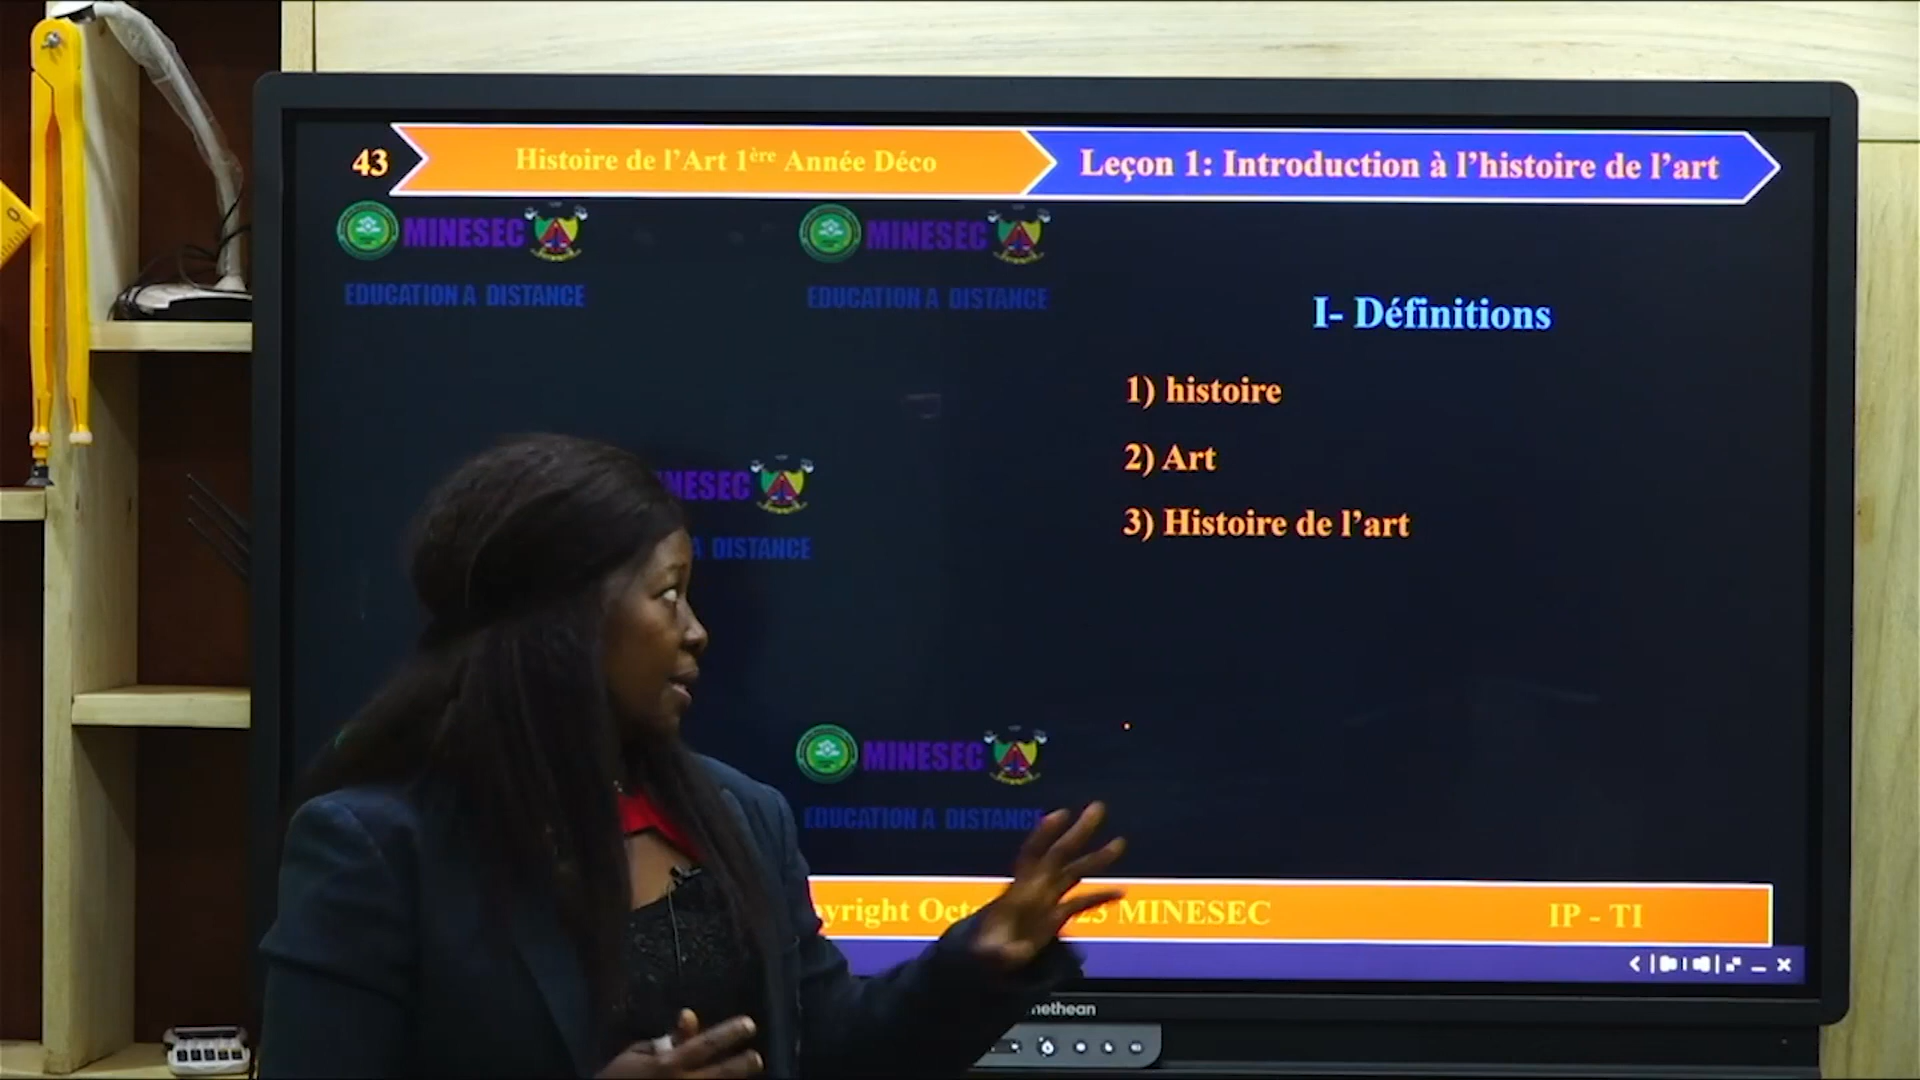 43
Histoire de l'Art 1ère Année Déco
Leçon 1: Introduction à l'histoire de l'art
MINESEC
EDUCATION A DISTANCE
MINESEC
EDUCATION A DISTANCE
I- Définitions
1) histoire
2) Art
3) Histoire de l'art
DISTANCE
MINESEC
EDUCATION A DISTANCE
MINESEC
IP - TI
0